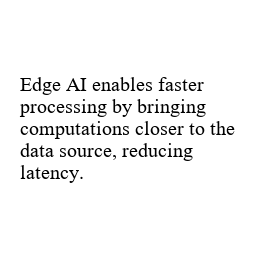 Edge AI enables faster
processing by bringing
computations closer to the
data source, reducing
latency.